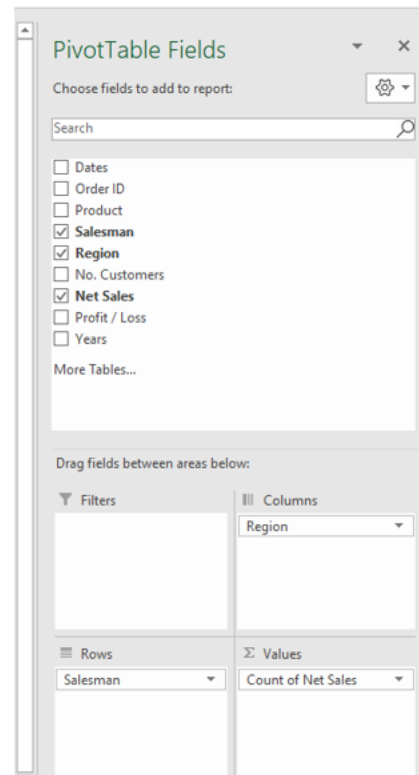 PivotTable Fields
Choose fields to add to report:
Search
Dates
Order ID
Product
Salesman
Region
No. Customers
Net Sales
Profit / Loss
Years
More Tables...
Drag fields between areas below:
Filters
Columns
Region
Rows
Salesman
Σ Values
Count of Net Sales